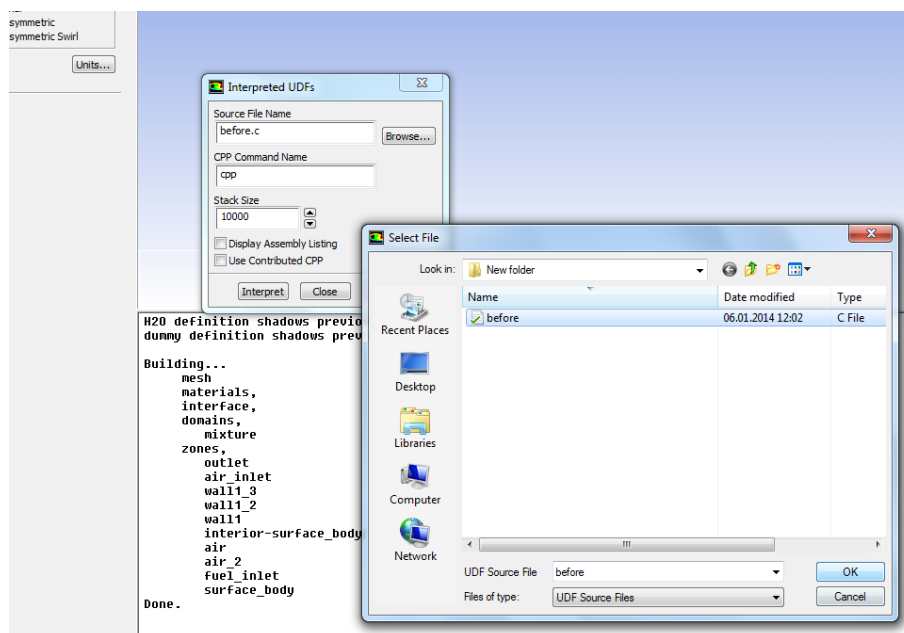 symmetric
symmetric Swirl
Units...
Interpreted UDFs
Source File Name
before.c
Browse...
CPP Command Name
cpp
Stack Size
10000
Display Assembly Listing
Use Contributed CPP
Interpret Close
H2O definition shadows previo
dummy definition shadows prev
Building...
mesh
materials,
interface,
domains,
mixture
zones,
outlet
air_inlet
wall1_3
wall1_2
wall1
interior-surface_body
air
air_2
fuel_inlet
surface_body
Done.
Select File
Look in: New folder
Recent Places
Desktop
Libraries
Computer
Network
Name Date modified Type
before 06.01.2014 12:02 C File
UDF Source File before OK
Files of type: UDF Source Files Cancel